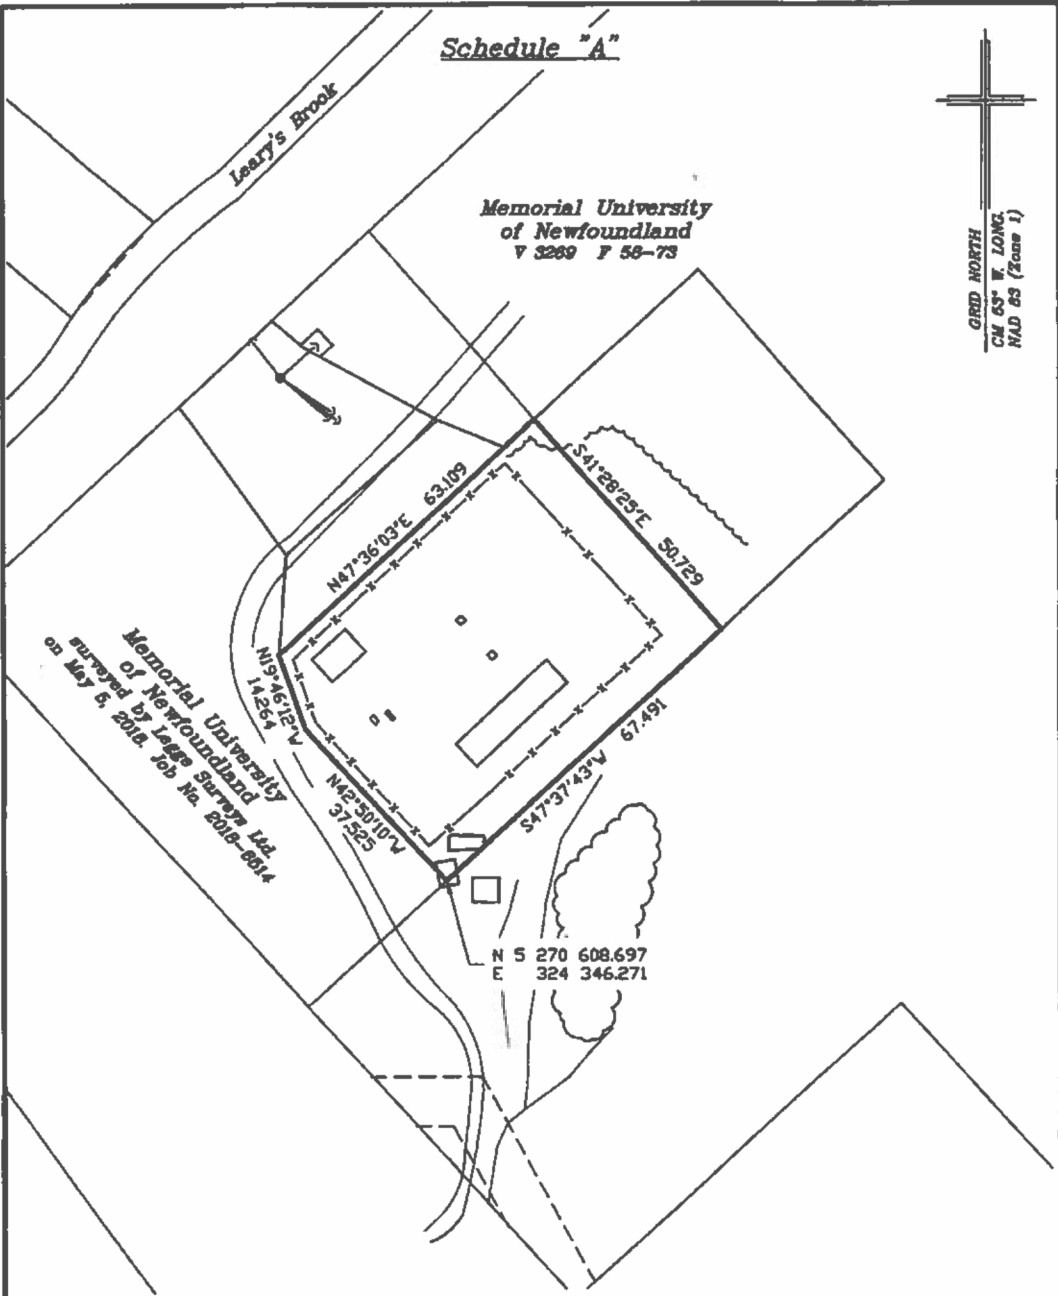 Schedule "A"
Leary's Brook
Memorial University
of Newfoundland
V 3269 F 58-73
GRID NORTH
CM 53° W. LONG.
NAD 83 (Zone 1)
S41°28'25"E 50.729
N47°36'03"E 63.109
N19°46'12"W
14.264
Memorial University
of Newfoundland
surveyed by Legge Surveys Ltd.
on May 5, 2018. Job No. 2018-6514
N42°50'10"W
37.525
S47°37'43"W 67.491
N 5 270 608.697
E 324 346.271